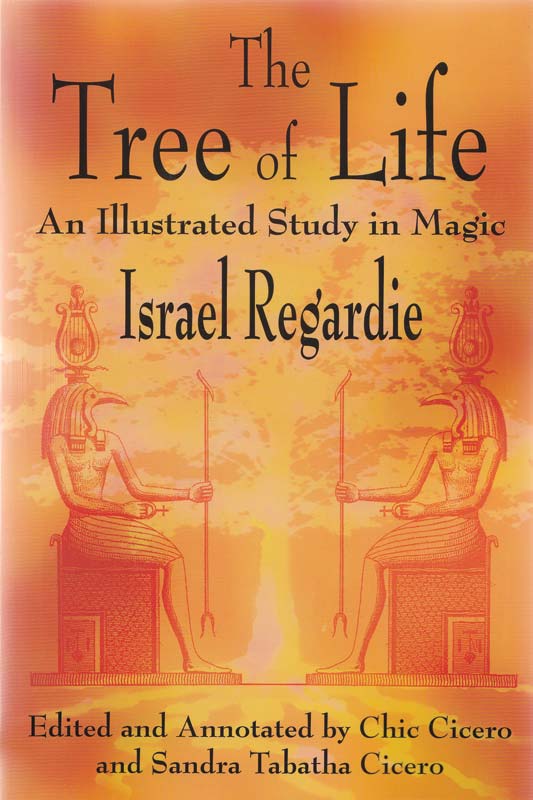 The
Tree of Life
An Illustrated Study in Magic
Israel Regardie
Edited and Annotated by Chic Cicero
and Sandra Tabatha Cicero